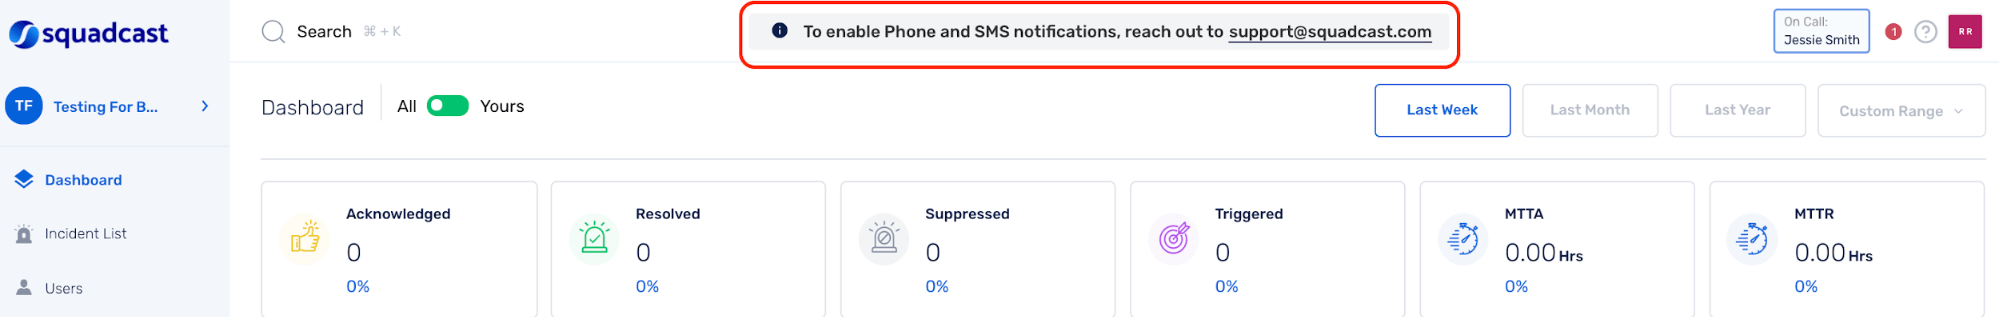 squadcast
Search ⌘ + K
To enable Phone and SMS notifications, reach out to support@squadcast.com
On Call:
Jessie Smith
1
?
RR
TF
Testing For B...
Dashboard
All
Yours
Last Week
Last Month
Last Year
Custom Range
Dashboard
Incident List
Users
Acknowledged
0
0%
Resolved
0
0%
Suppressed
0
0%
Triggered
0
0%
MTTA
0.00 Hrs
0%
MTTR
0.00 Hrs
0%